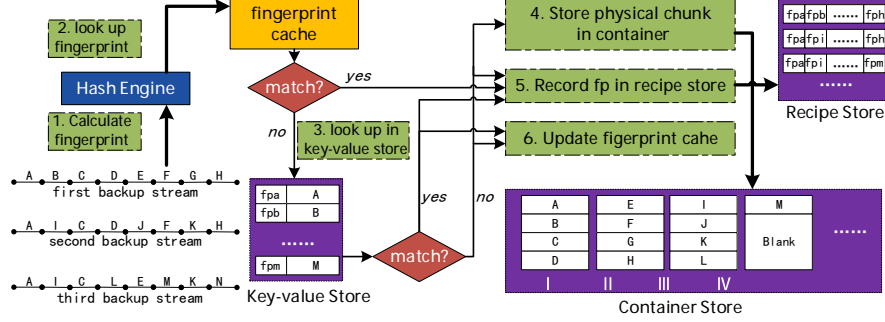 2. look up
fingerprint
fingerprint
cache
4. Store physical chunk
in container
fpa fpb ...... fph
fpa fpi ...... fph
fpa fpi ...... fpm
......
Recipe Store
Hash Engine
match?
yes
5. Record fp in recipe store
1. Calculate
fingerprint
no
3. look up in
key-value store
6. Update figerprint cahe
A B C D E F G H
first backup stream
A I C D J F K H
second backup stream
A I C L E M K N
third backup stream
fpa A
fpb B
......
fpm M
Key-value Store
yes
match?
no
A E I M
B F J
C G K Blank
D H L
......
I II III IV
Container Store